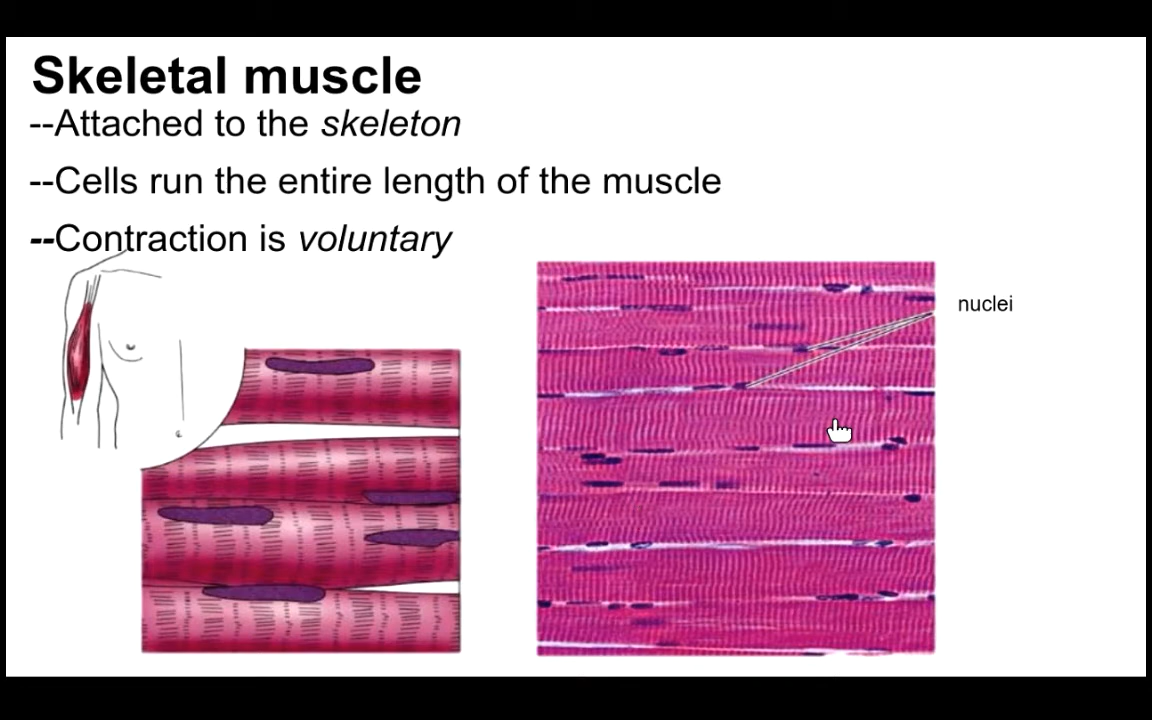 Skeletal muscle
--Attached to the skeleton
--Cells run the entire length of the muscle
--Contraction is voluntary
nuclei